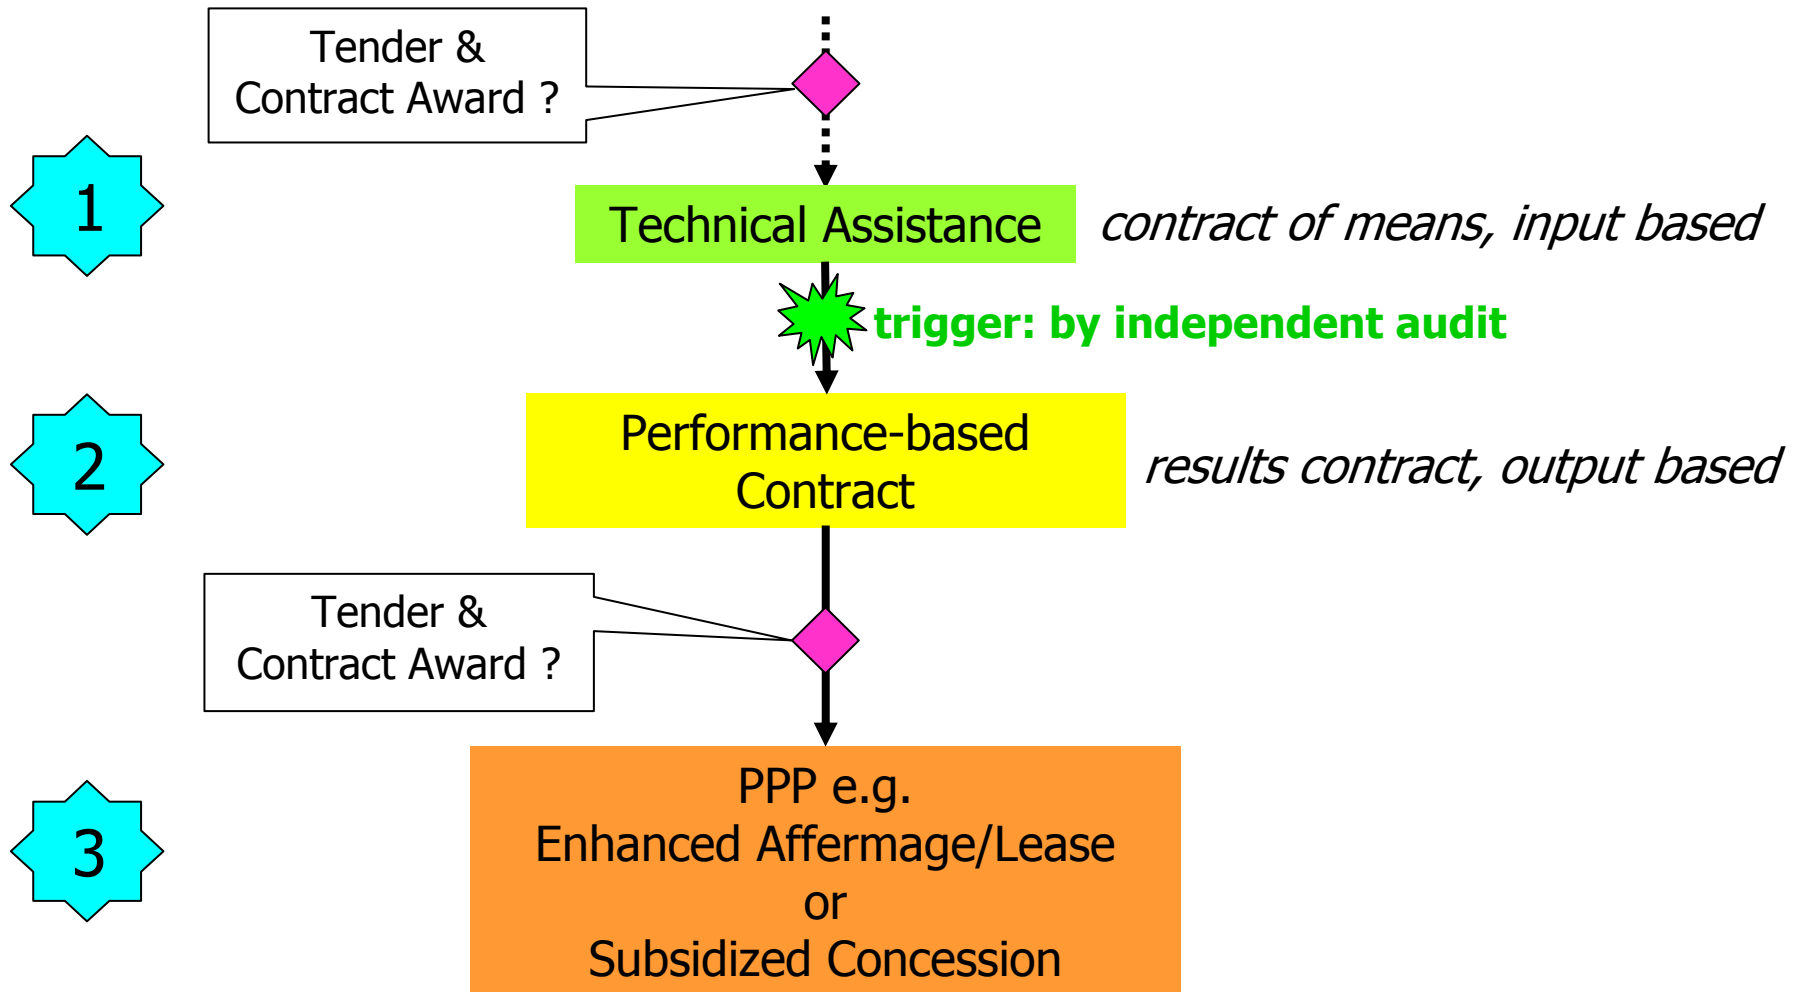 Tender &
Contract Award ?
1
Technical Assistance
contract of means, input based
trigger: by independent audit
2
Performance-based
Contract
results contract, output based
Tender &
Contract Award ?
3
PPP e.g.
Enhanced Affermage/Lease
or
Subsidized Concession